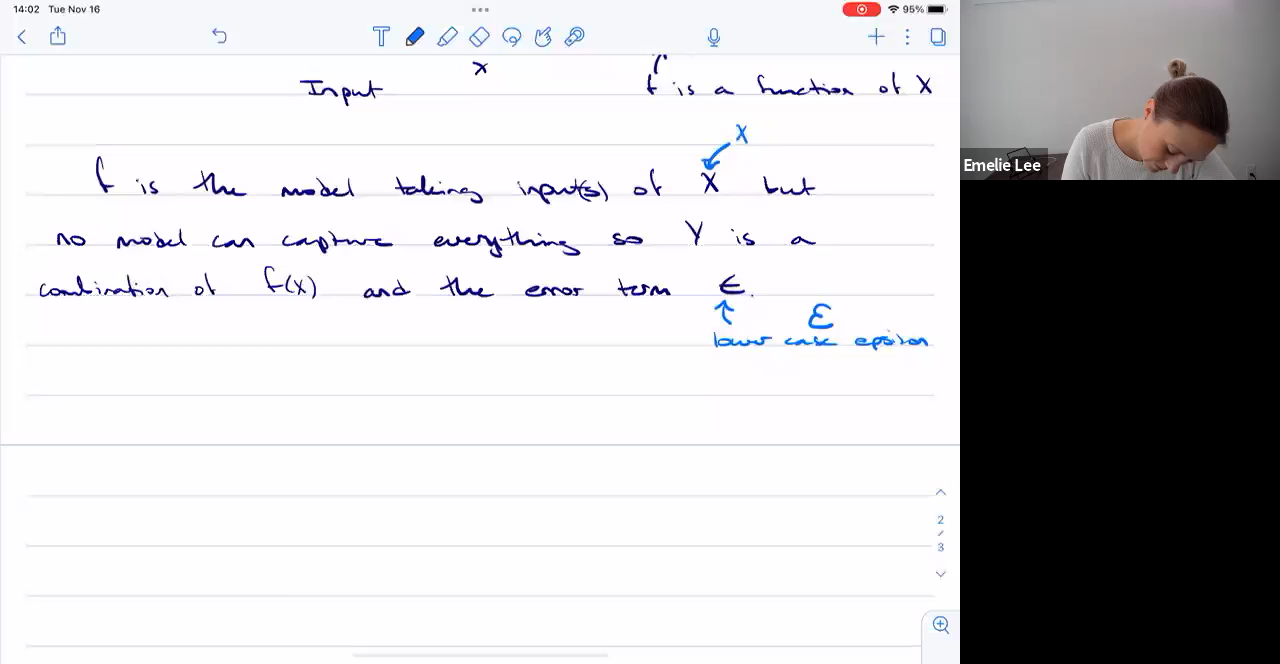 14:02 Tue Nov 16
95%
T
x
Input
f is a function of X
X
f is the model taking input(s) of X but
no model can capture everything so Y is a
combination of f(X) and the error term ϵ.
ε
lower case epsilon
2
/
3
Emelie Lee